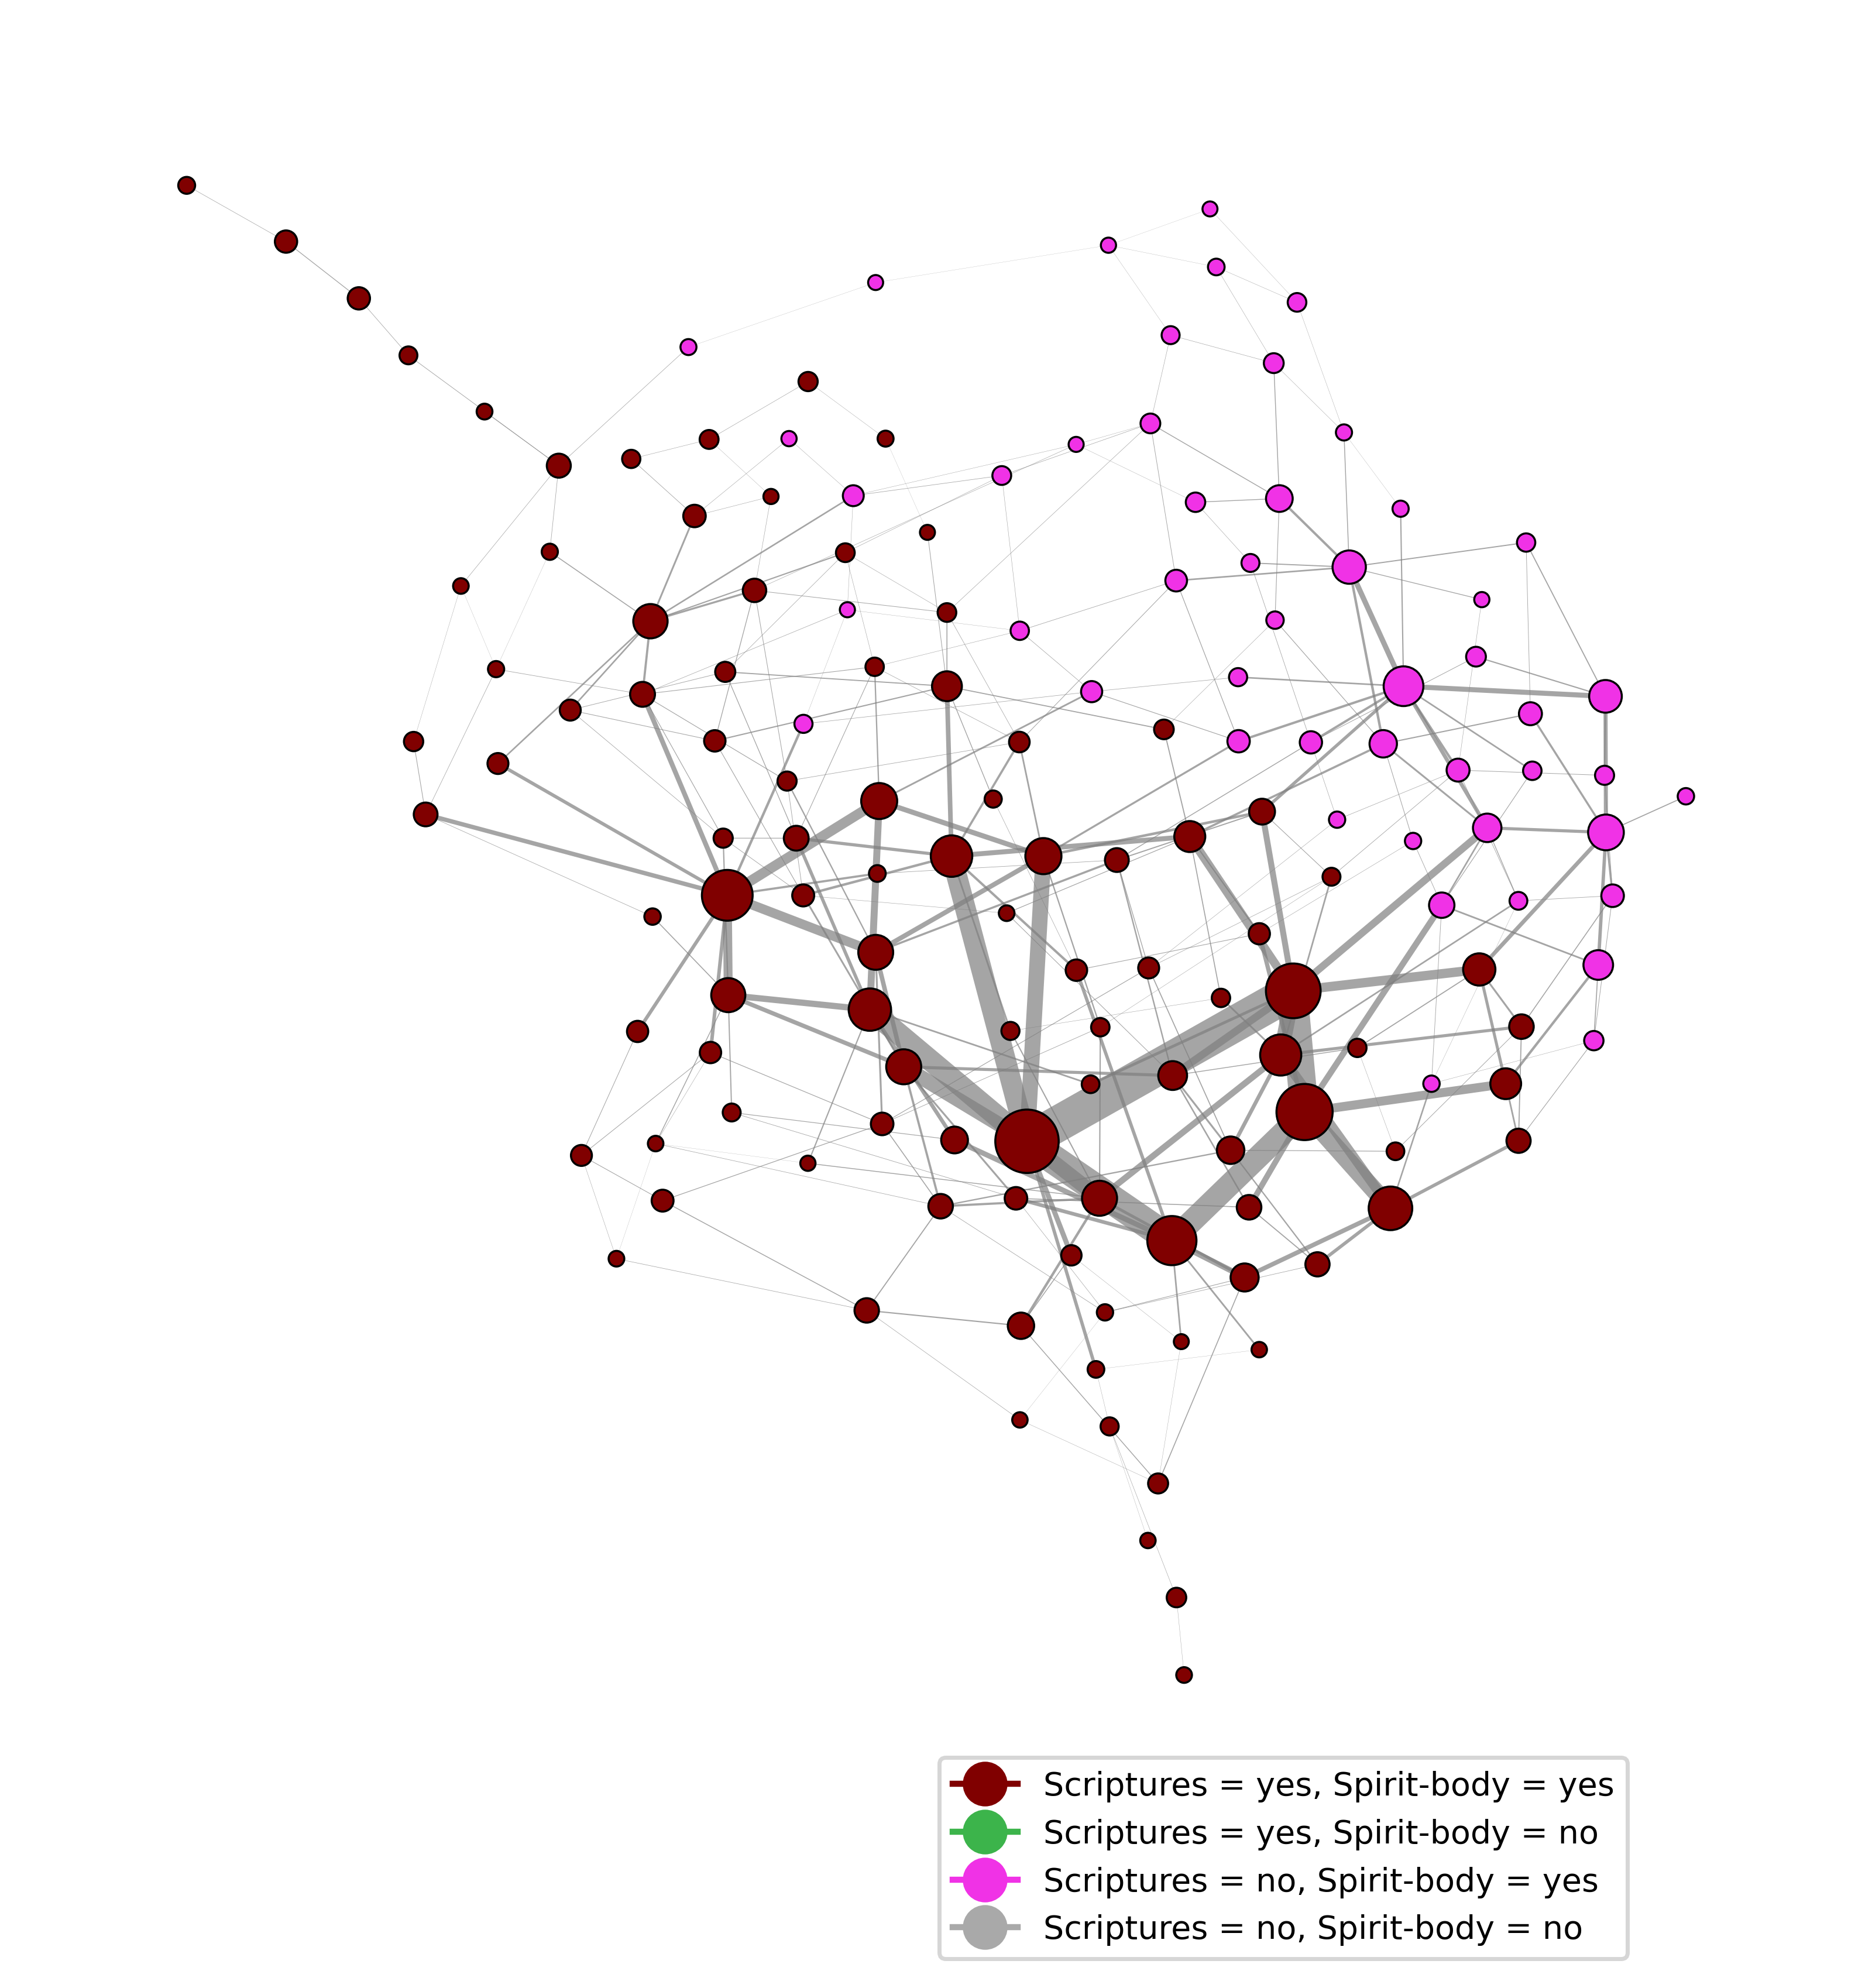 Scriptures = yes, Spirit-body = yes
Scriptures = yes, Spirit-body = no
Scriptures = no, Spirit-body = yes
Scriptures = no, Spirit-body = no